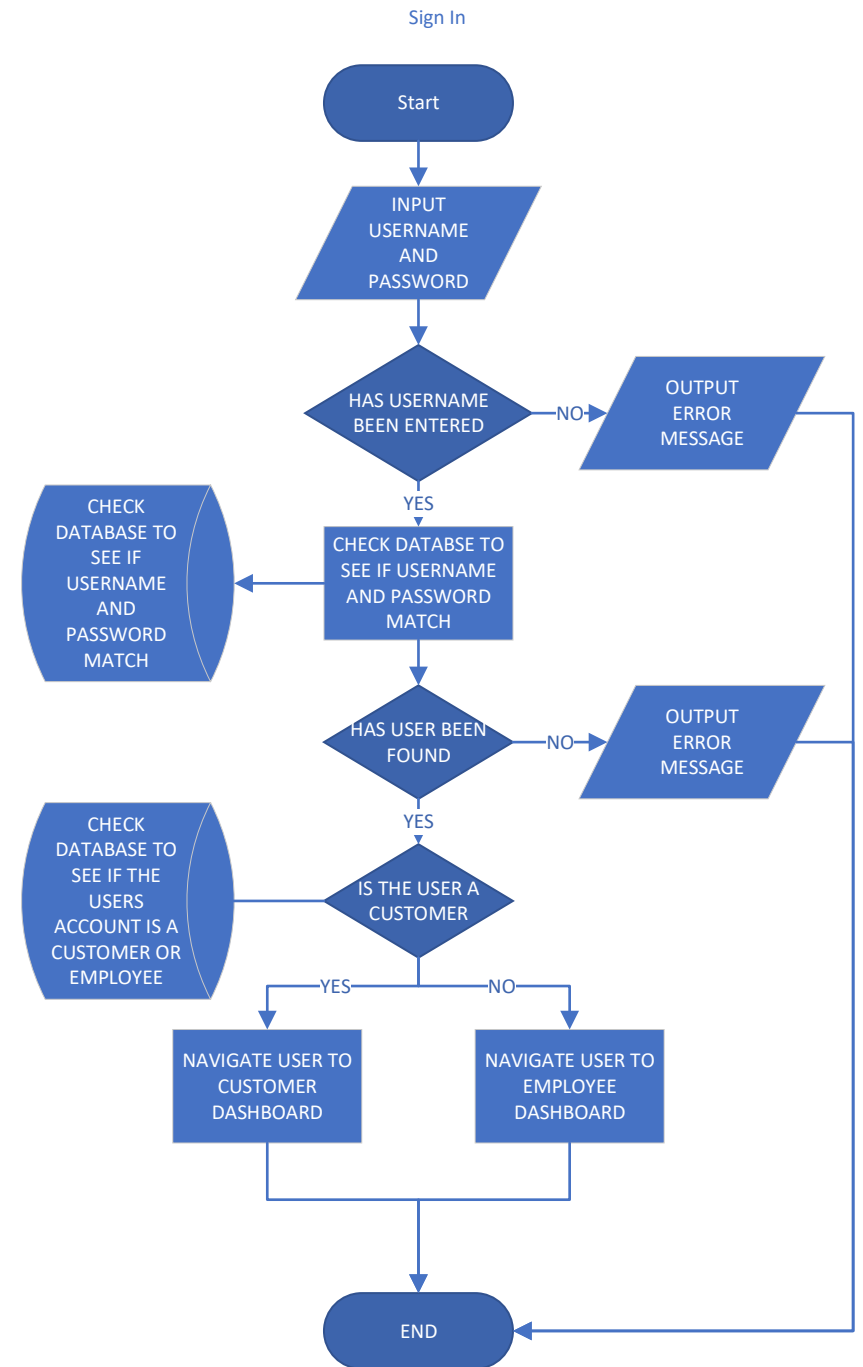 Sign In
Start
INPUT
USERNAME
AND
PASSWORD
HAS USERNAME
BEEN ENTERED
NO
OUTPUT
ERROR
MESSAGE
YES
CHECK
DATABASE TO
SEE IF
USERNAME
AND
PASSWORD
MATCH
CHECK DATABSE TO
SEE IF USERNAME
AND PASSWORD
MATCH
HAS USER BEEN
FOUND
NO
OUTPUT
ERROR
MESSAGE
YES
CHECK
DATABASE TO
SEE IF THE
USERS
ACCOUNT IS A
CUSTOMER OR
EMPLOYEE
IS THE USER A
CUSTOMER
YES
NO
NAVIGATE USER TO
CUSTOMER
DASHBOARD
NAVIGATE USER TO
EMPLOYEE
DASHBOARD
END